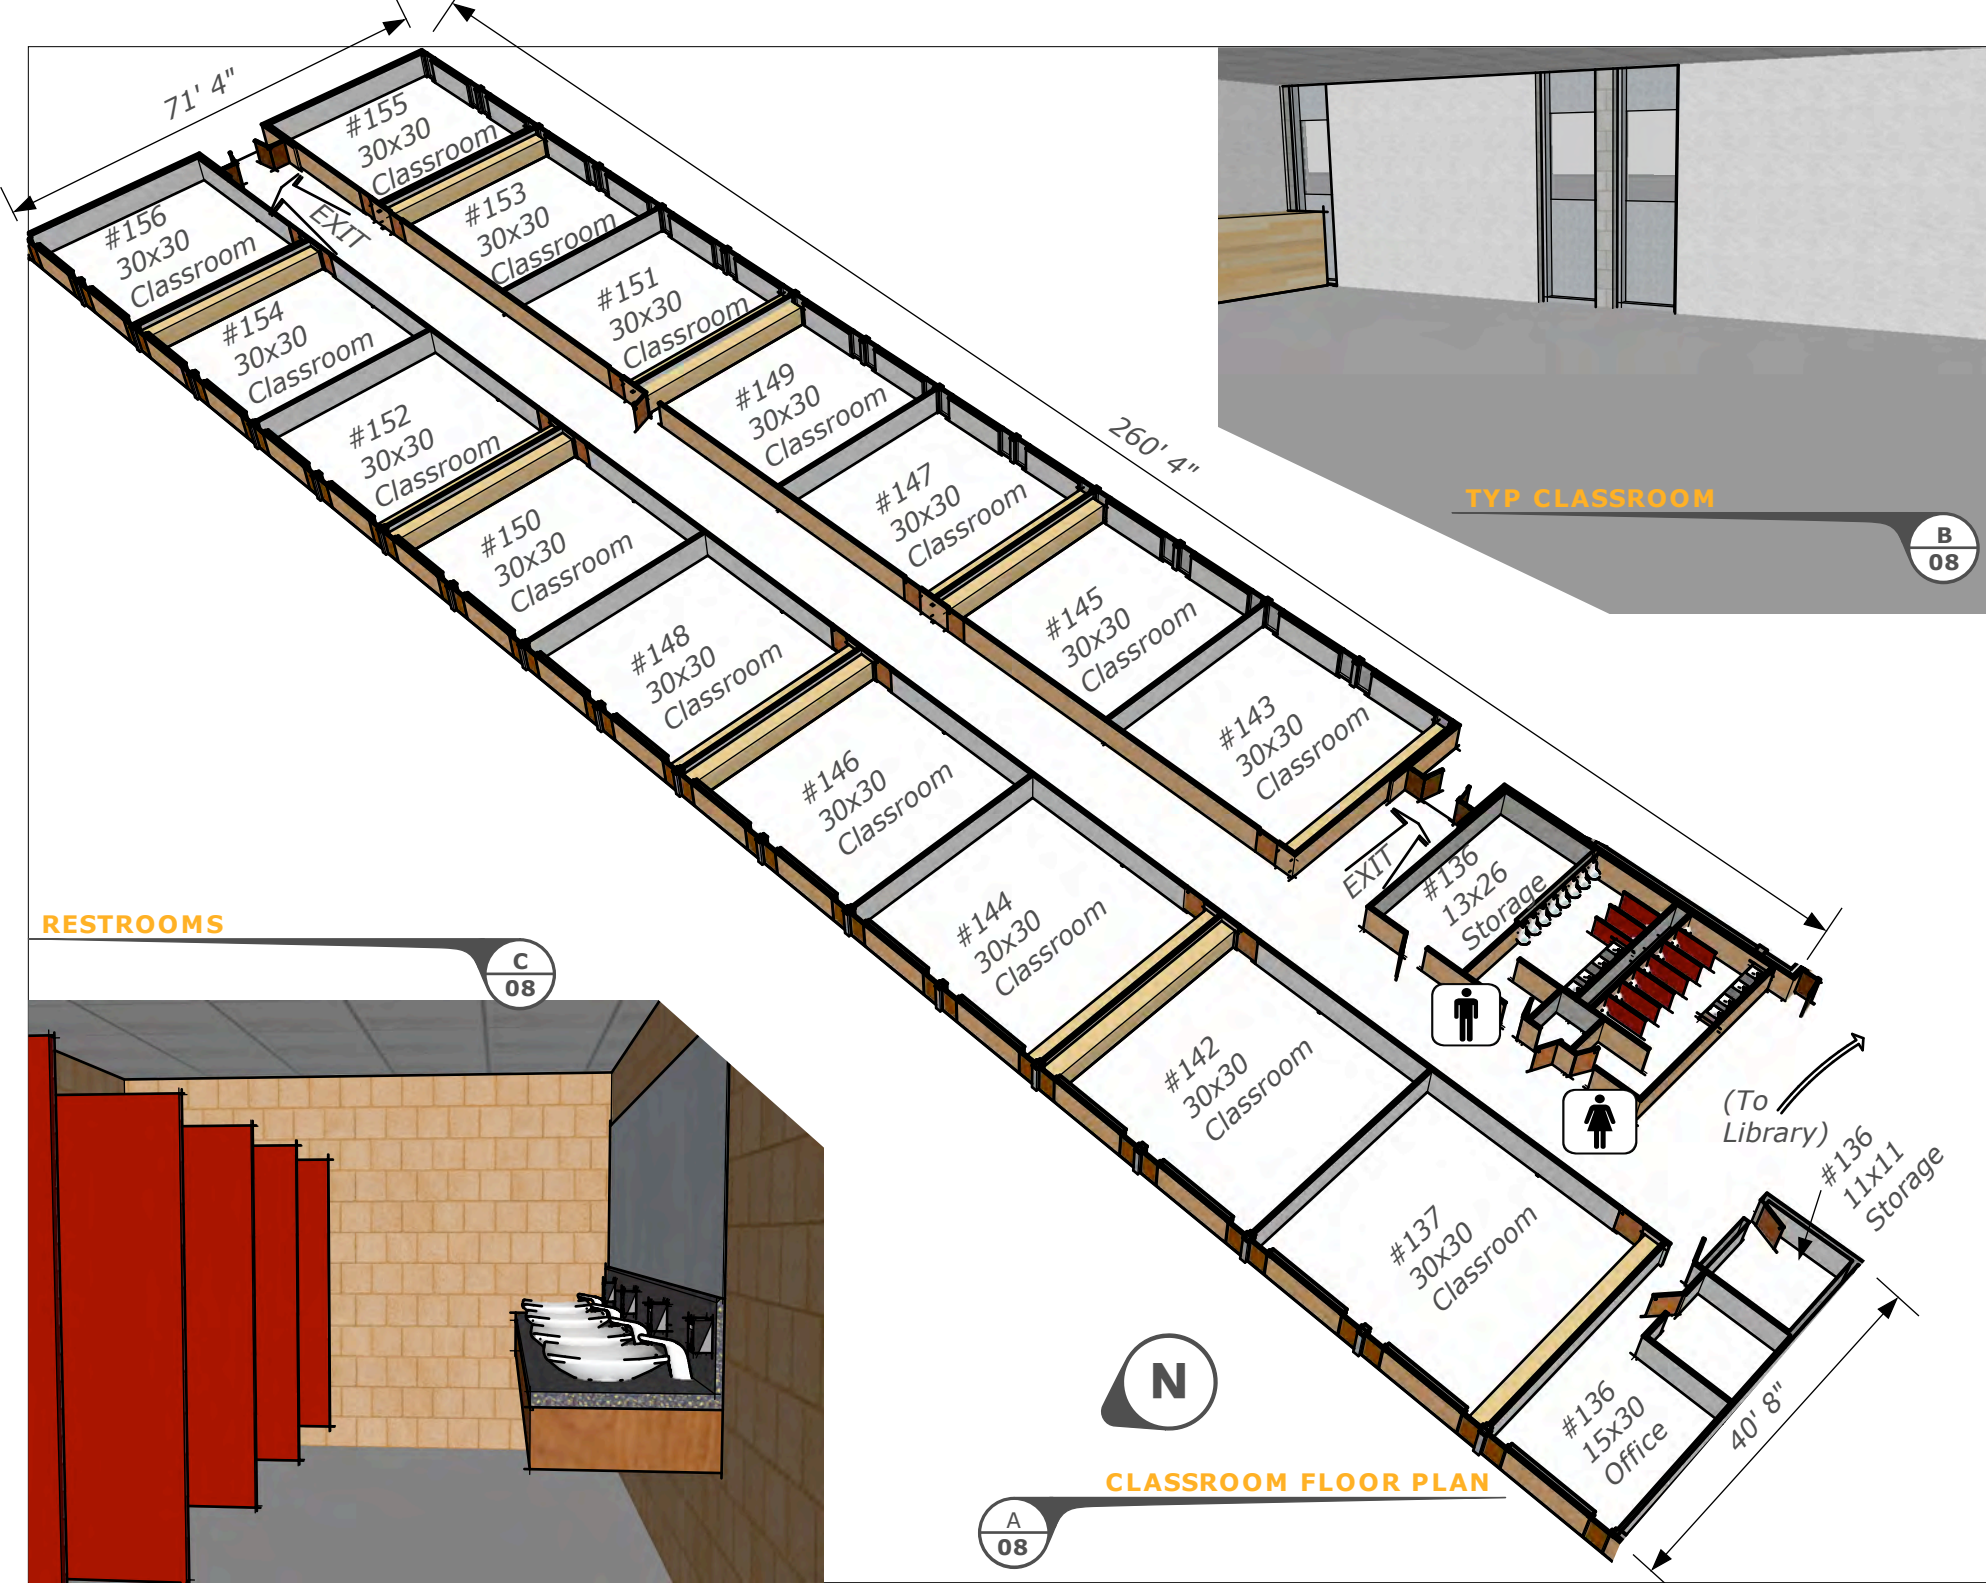 71' 4"
260' 4"
#155
30x30
Classroom
#153
30x30
Classroom
#151
30x30
Classroom
#149
30x30
Classroom
#147
30x30
Classroom
#145
30x30
Classroom
#143
30x30
Classroom
EXIT
#156
30x30
Classroom
#154
30x30
Classroom
#152
30x30
Classroom
#150
30x30
Classroom
#148
30x30
Classroom
#146
30x30
Classroom
#144
30x30
Classroom
#142
30x30
Classroom
#137
30x30
Classroom
EXIT
#136
13x26
Storage
(To
Library)
#136
11x11
Storage
#136
15x30
Office
40' 8"
TYP CLASSROOM
B
08
RESTROOMS
C
08
N
CLASSROOM FLOOR PLAN
A
08